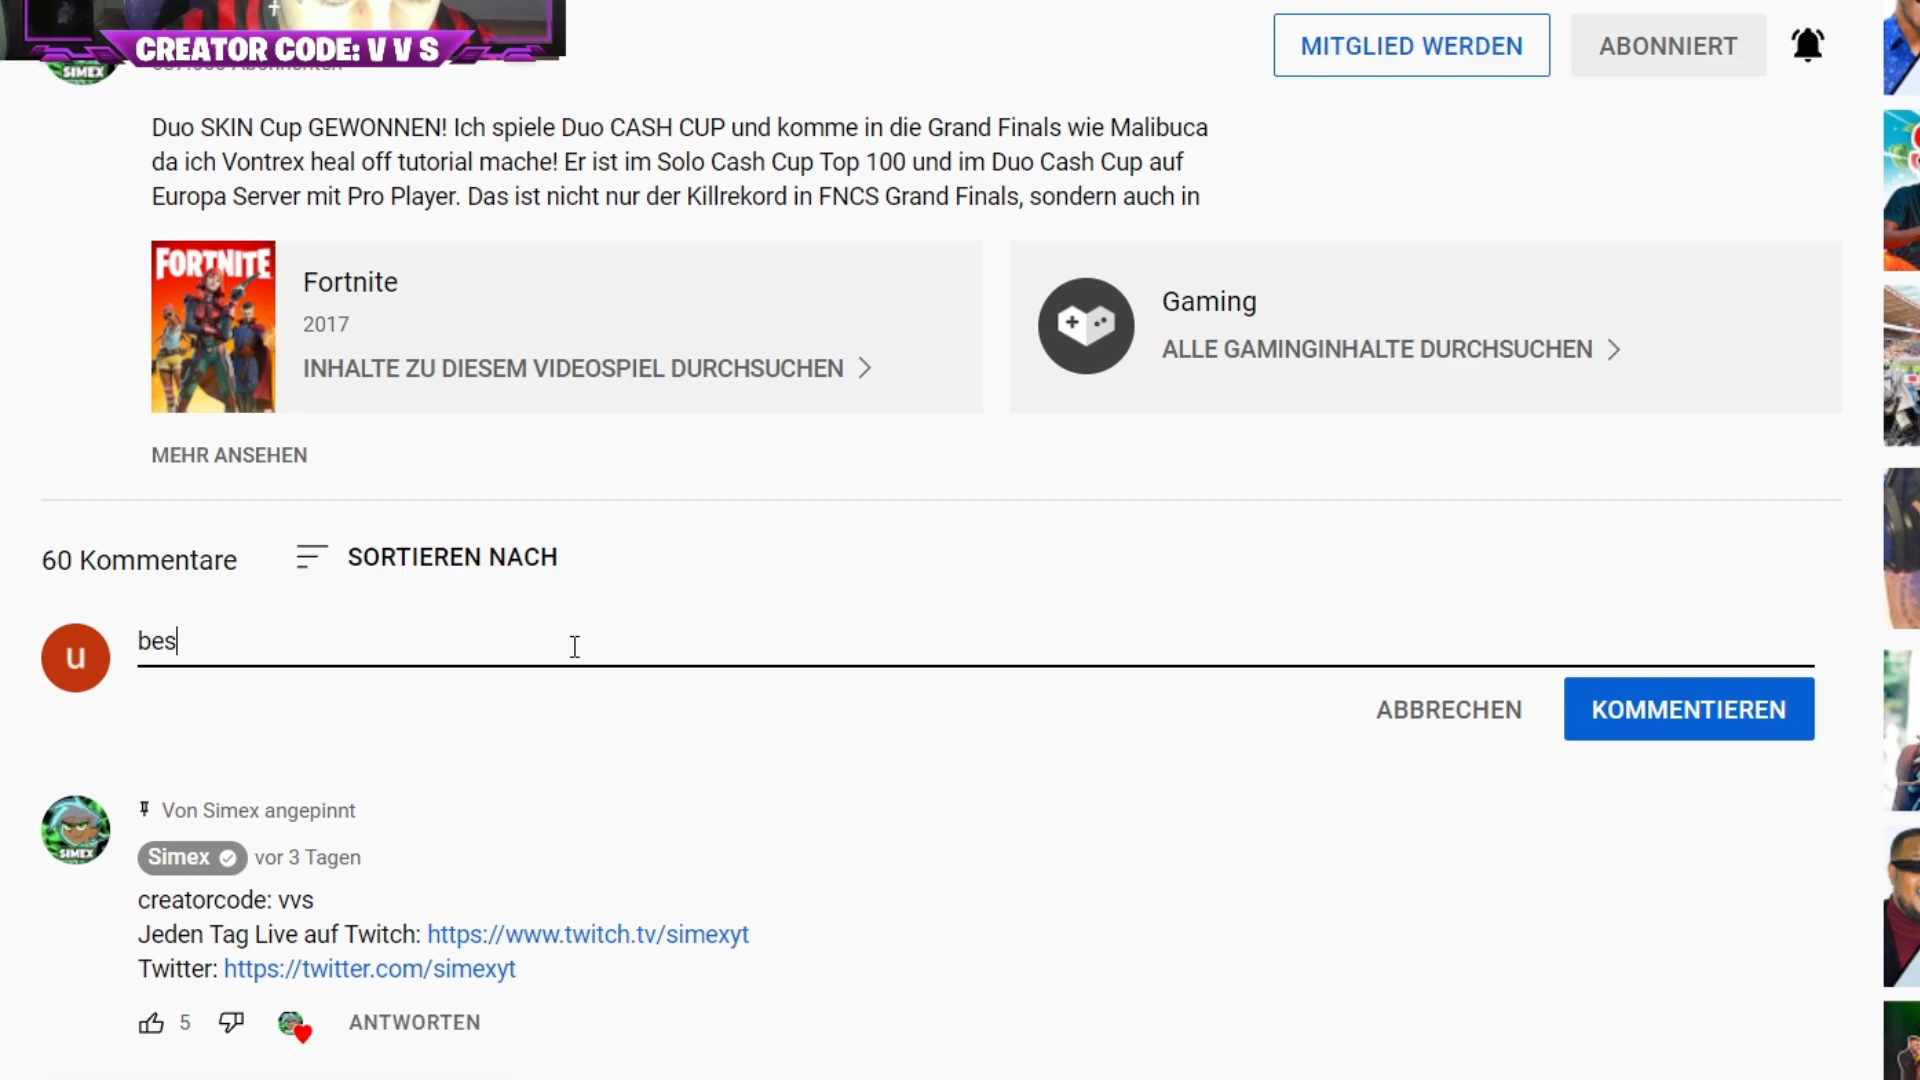 CREATOR CODE: V V S
SIMEX
MITGLIED WERDEN
ABONNIERT
Duo SKIN Cup GEWONNEN! Ich spiele Duo CASH CUP und komme in die Grand Finals wie Malibuca
da ich Vontrex heal off tutorial mache! Er ist im Solo Cash Cup Top 100 und im Duo Cash Cup auf
Europa Server mit Pro Player. Das ist nicht nur der Killrekord in FNCS Grand Finals, sondern auch in
FORTNITE
Fortnite
2017
INHALTE ZU DIESEM VIDEOSPIEL DURCHSUCHEN
Gaming
ALLE GAMINGINHALTE DURCHSUCHEN
MEHR ANSEHEN
60 Kommentare
SORTIEREN NACH
u
bes
ABBRECHEN
KOMMENTIEREN
SIMEX
Von Simex angepinnt
Simex
vor 3 Tagen
creatorcode: vvs
Jeden Tag Live auf Twitch: https://www.twitch.tv/simexyt
Twitter: https://twitter.com/simexyt
5
ANTWORTEN